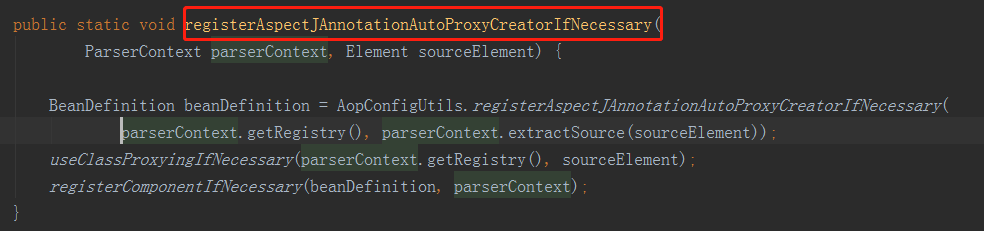 public static void registerAspectJAnnotationAutoProxyCreatorIfNecessary(
ParserContext parserContext, Element sourceElement) {
BeanDefinition beanDefinition = AopConfigUtils.registerAspectJAnnotationAutoProxyCreatorIfNecessary(
parserContext.getRegistry(), parserContext.extractSource(sourceElement));
useClassProxyingIfNecessary(parserContext.getRegistry(), sourceElement);
registerComponentIfNecessary(beanDefinition, parserContext);
}